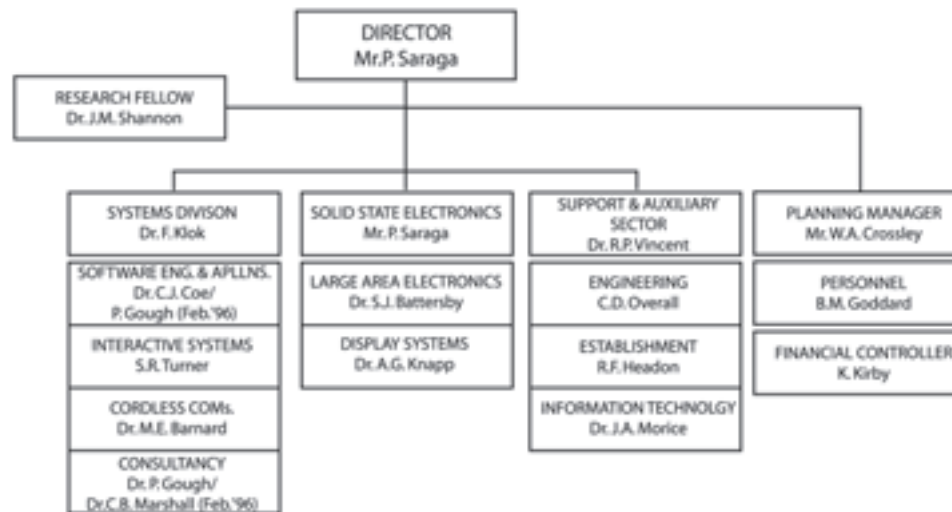 DIRECTOR
Mr.P. Saraga
RESEARCH FELLOW
Dr. J.M. Shannon
SYSTEMS DIVISON
Dr. F. Klok
SOFTWARE ENG. & APLLNS.
Dr. C.J. Coe/
P. Gough (Feb.'96)
INTERACTIVE SYSTEMS
S.R. Turner
CORDLESS COMs.
Dr. M.E. Barnard
CONSULTANCY
Dr. P. Gough/
Dr.C.B. Marshall (Feb.'96)
SOLID STATE ELECTRONICS
Mr. P. Saraga
LARGE AREA ELECTRONICS
Dr. S.J. Battersby
DISPLAY SYSTEMS
Dr. A.G. Knapp
SUPPORT & AUXILIARY
SECTOR
Dr. R.P. Vincent
ENGINEERING
C.D. Overall
ESTABLISHMENT
R.F. Headon
INFORMATION TECHNOLGY
Dr. J.A. Morice
PLANNING MANAGER
Mr. W.A. Crossley
PERSONNEL
B.M. Goddard
FINANCIAL CONTROLLER
K. Kirby